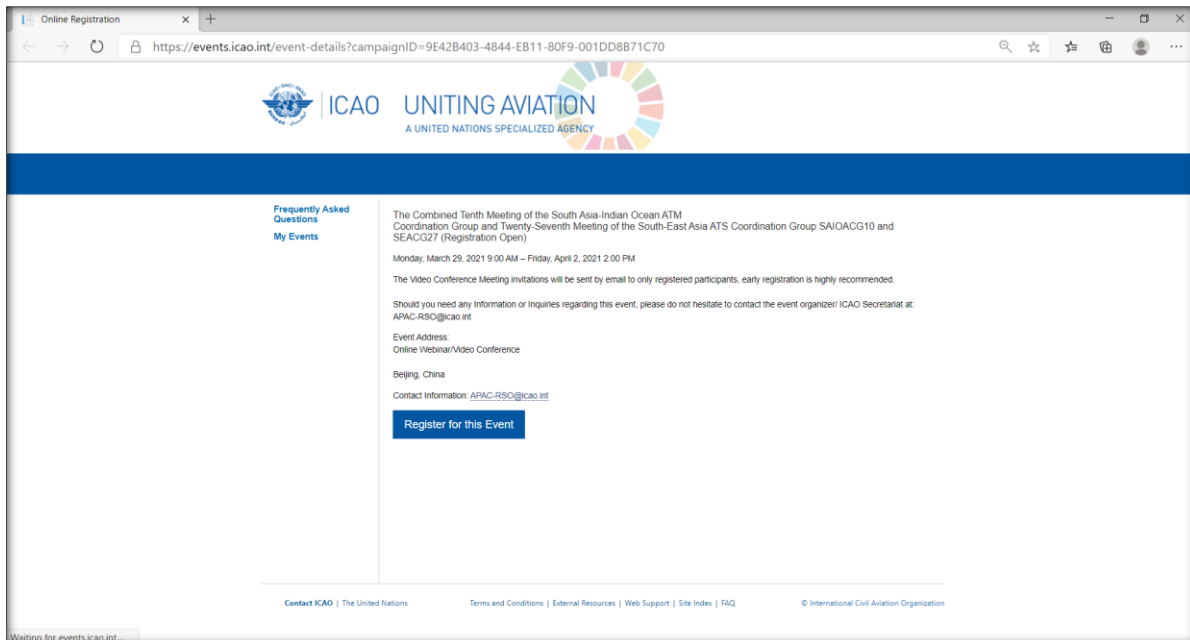 Online Registration
https://events.icao.int/event-details?campaignID=9E42B403-4844-EB11-80F9-001DD8B71C70
ICAO
UNITING AVIATION
A UNITED NATIONS SPECIALIZED AGENCY
Frequently Asked
Questions
My Events
The Combined Tenth Meeting of the South Asia-Indian Ocean ATM
Coordination Group and Twenty-Seventh Meeting of the South-East Asia ATS Coordination Group SAIOACG10 and
SEACG27 (Registration Open)
Monday, March 29, 2021 9:00 AM – Friday, April 2, 2021 2:00 PM
The Video Conference Meeting invitations will be sent by email to only registered participants, early registration is highly recommended.
Should you need any Information or Inquiries regarding this event, please do not hesitate to contact the event organizer/ ICAO Secretariat at:
APAC-RSO@icao.int
Event Address:
Online Webinar/Video Conference
Beijing, China
Contact Information: APAC-RSO@icao.int
Register for this Event
Contact ICAO | The United Nations
Terms and Conditions | External Resources | Web Support | Site Index | FAQ
© International Civil Aviation Organization
Waiting for events.icao.int...